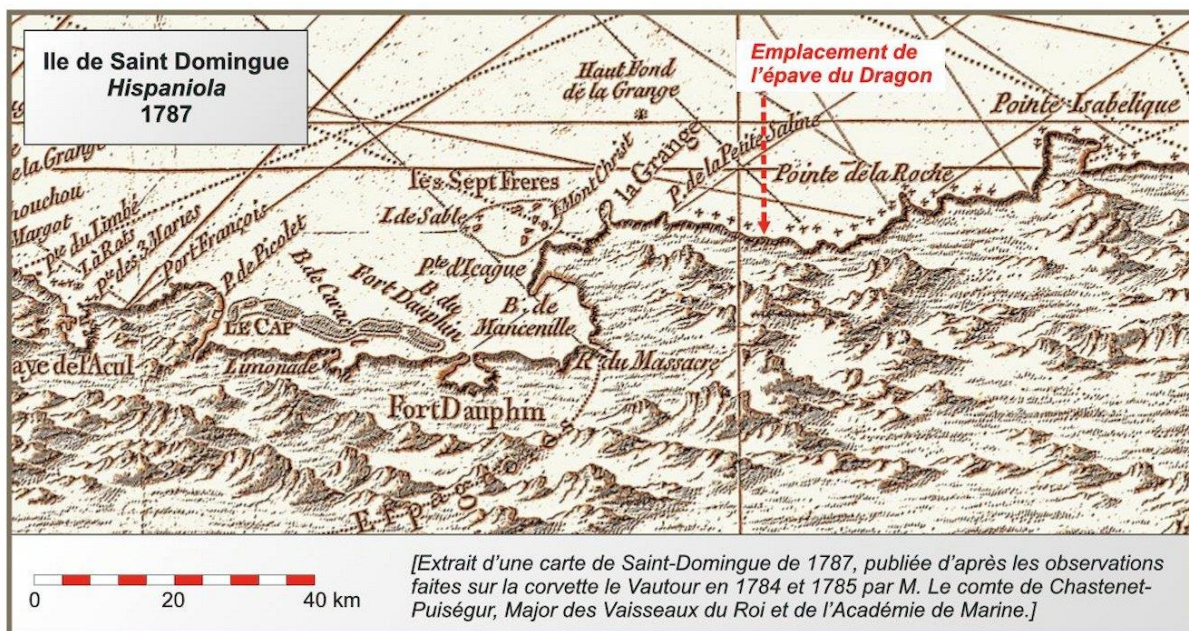 Ile de Saint Domingue
Hispaniola
1787
Emplacement de
l'épave du Dragon
Haut Fond
de la Grange
Pointe Isabelique
de la Grange
Margot
Pte du Limbé
La Rats
Pte des 3 Maries
Port François
P. de Picolet
Iles Sept Freres
I. de Sable
Mont Christ
la Grange
P. de la Petite Saline
Pointe de la Roche
Pte d'Icague
B. de
Mancenille
LE CAP
B. de Carac
Fort Dauphin
B. du
Dauphin
aye de l'Acul
Limonade
R. du Massacre
Fort Dauphin
0 20 40 km
[Extrait d'une carte de Saint-Domingue de 1787, publiée d'après les observations
faites sur la corvette le Vautour en 1784 et 1785 par M. Le comte de Chastenet-
Puiségur, Major des Vaisseaux du Roi et de l'Académie de Marine.]